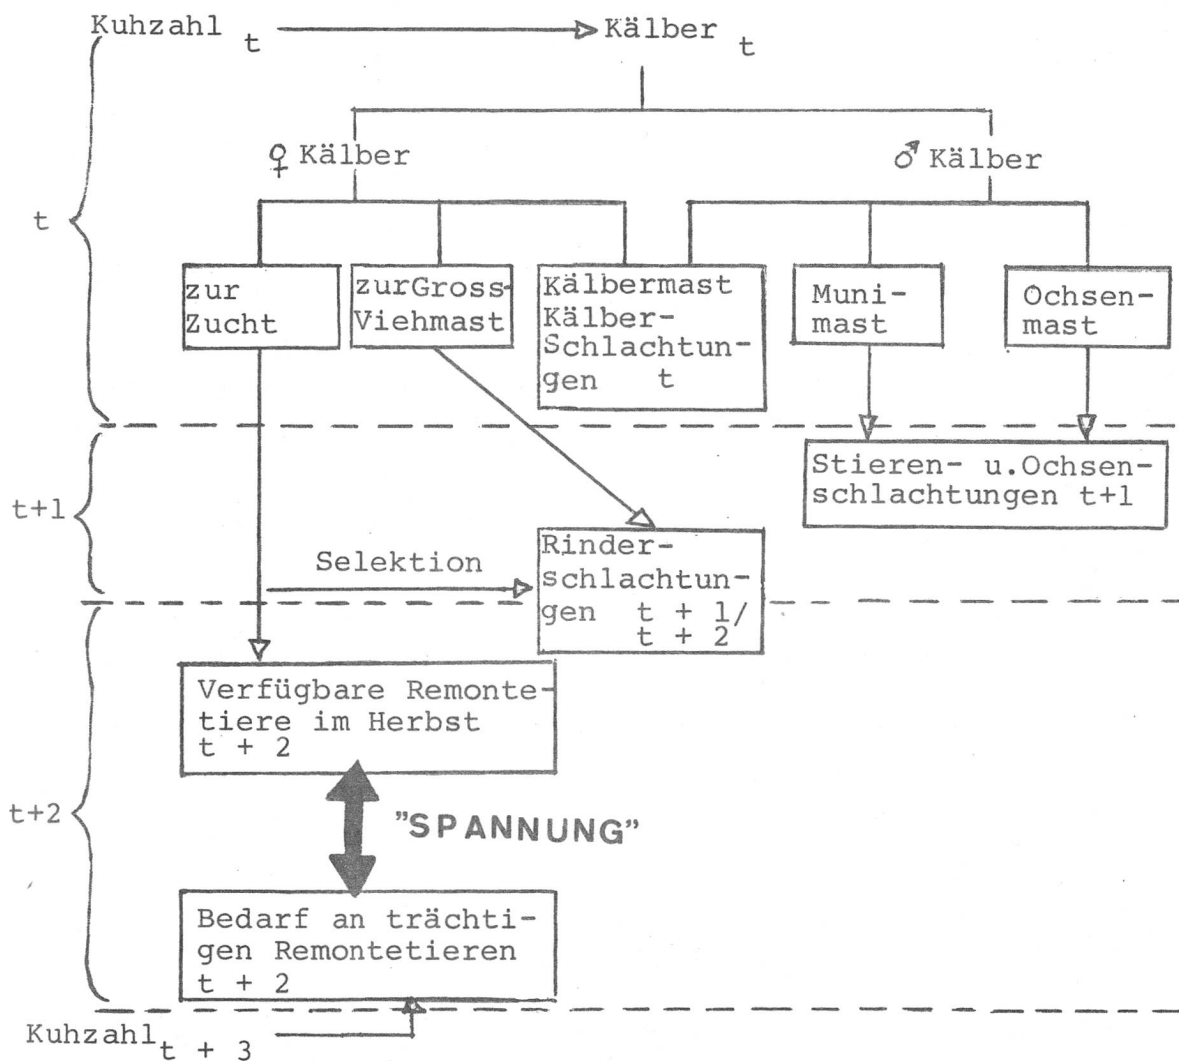 Kuhzahl t Kälber t
♀ Kälber
♂ Kälber
t
zur
Zucht
zurGross-
Viehmast
Kälbermast
Kälber-
Schlachtun-
gen t
Muni-
mast
Ochsen-
mast
t+1
Stieren- u.Ochsen-
schlachtungen t+1
Selektion
Rinder-
schlachtun-
gen t + 1/
t + 2
t+2
Verfügbare Remonte-
tiere im Herbst
t + 2
"SPANNUNG"
Bedarf an trächti-
gen Remontetieren
t + 2
Kuhzahl t + 3